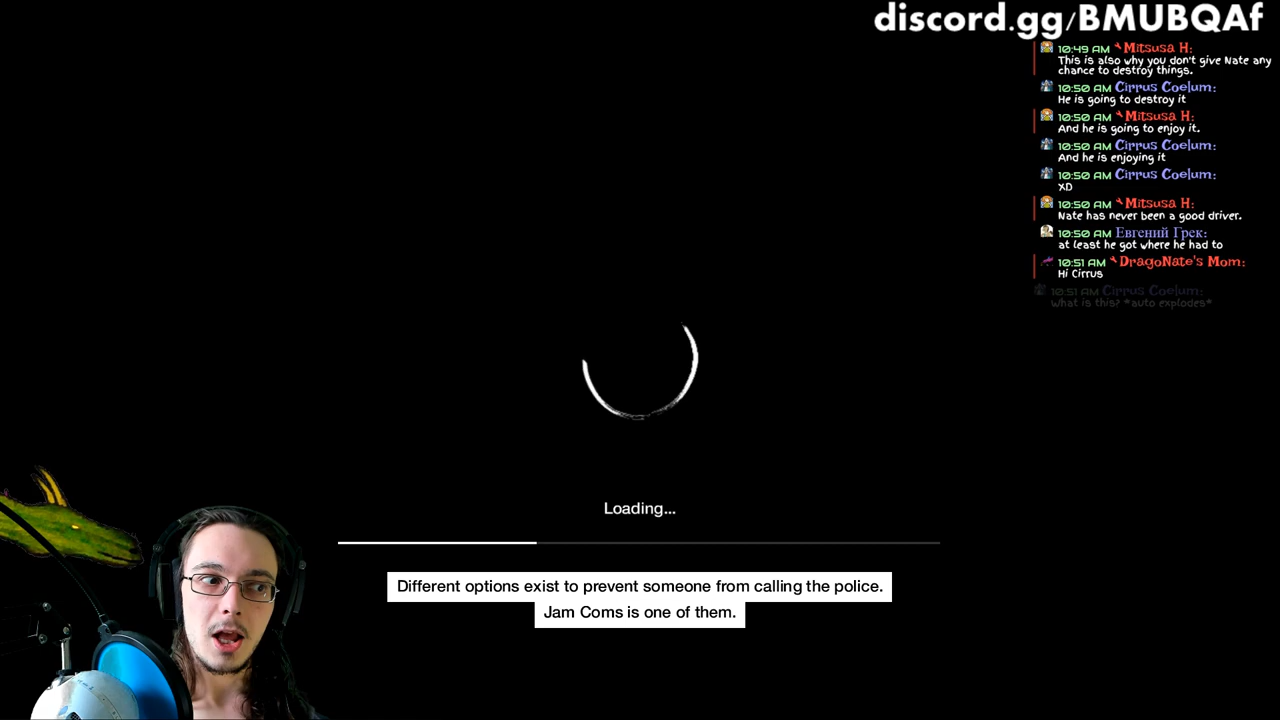 discord.gg/BMUBQAf
10:49 AM Mitsusa H:
This is also why you don't give Nate any
chance to destroy things.
10:50 AM Cirrus Coelum:
He is going to destroy it
10:50 AM Mitsusa H:
And he is going to enjoy it.
10:50 AM Cirrus Coelum:
And he is enjoying it
10:50 AM Cirrus Coelum:
XD
10:50 AM Mitsusa H:
Nate has never been a good driver.
10:50 AM Евгений Грек:
at least he got where he had to
10:51 AM DragoNate's Mom:
Hi Cirrus
10:51 AM Cirrus Coelum:
what is this? *auto explodes*
Loading...
Different options exist to prevent someone from calling the police.
Jam Coms is one of them.